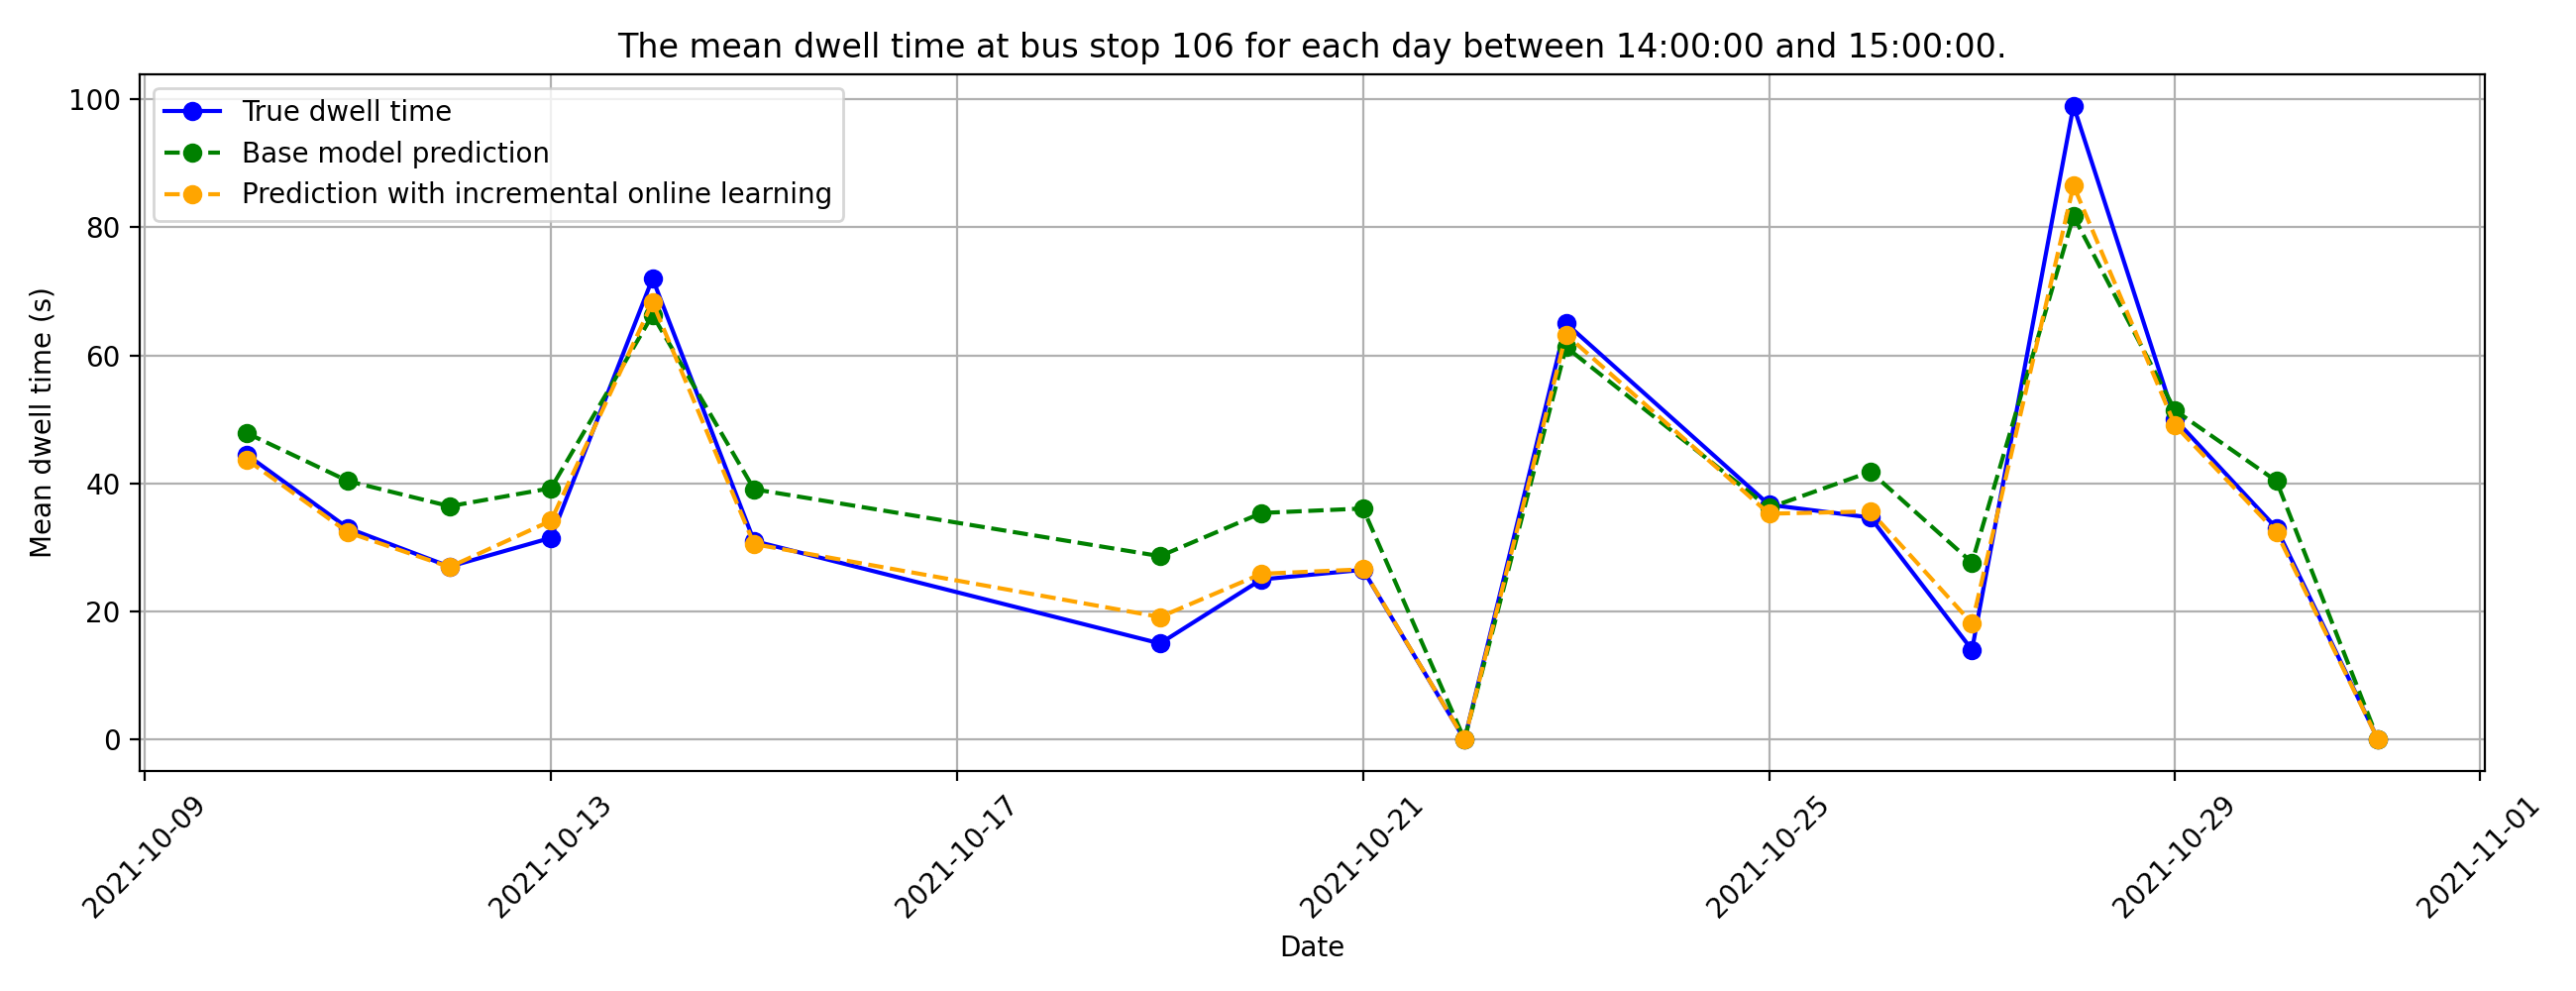 The mean dwell time at bus stop 106 for each day between 14:00:00 and 15:00:00.
True dwell time
Base model prediction
Prediction with incremental online learning
Mean dwell time (s)
100
80
60
40
20
0
2021-10-09
2021-10-13
2021-10-17
2021-10-21
2021-10-25
2021-10-29
2021-11-01
Date